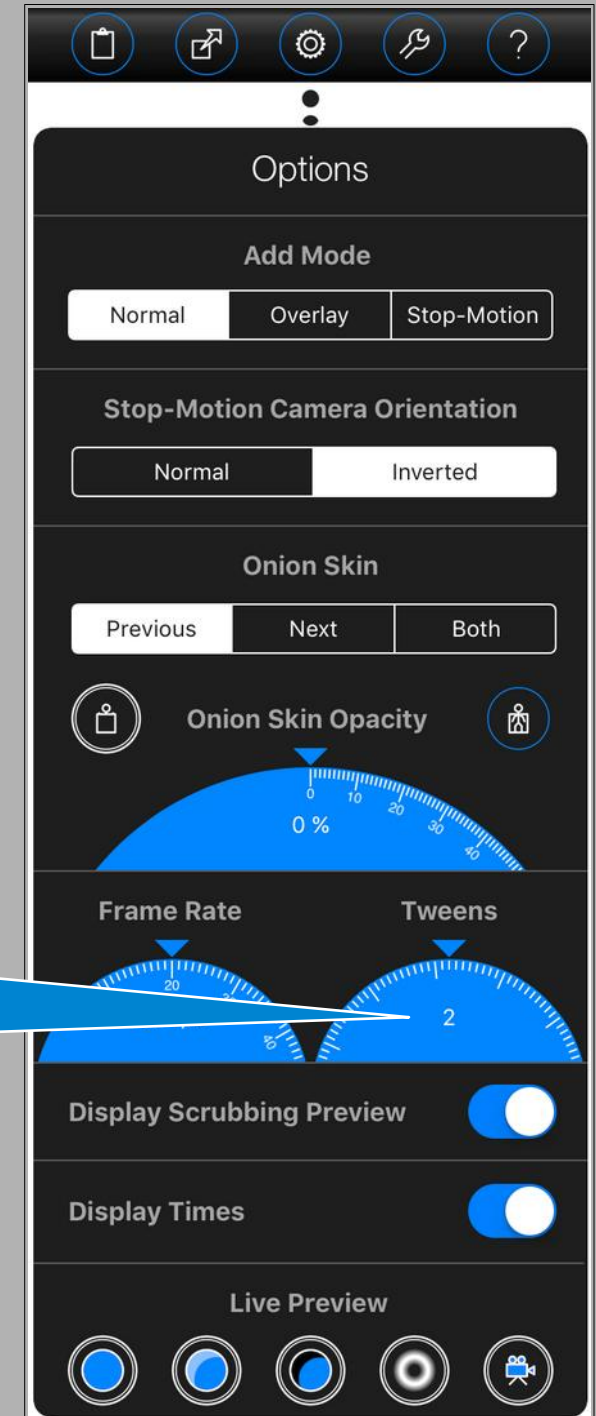 ?
Options
Add Mode
Normal Overlay Stop-Motion
Stop-Motion Camera Orientation
Normal Inverted
Onion Skin
Previous Next Both
Onion Skin Opacity
0 10 20 30 40
0 %
Frame Rate Tweens
20
40
2
Display Scrubbing Preview
Display Times
Live Preview